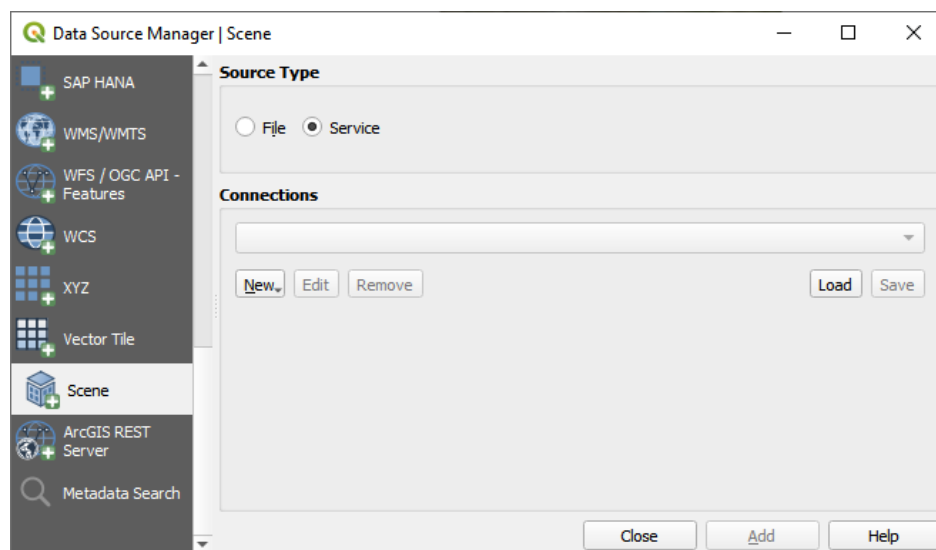 Data Source Manager | Scene
SAP HANA
WMS/WMTS
WFS / OGC API -
Features
WCS
XYZ
Vector Tile
Scene
ArcGIS REST
Server
Metadata Search
Source Type
File Service
Connections
New Edit Remove Load Save
Close Add Help